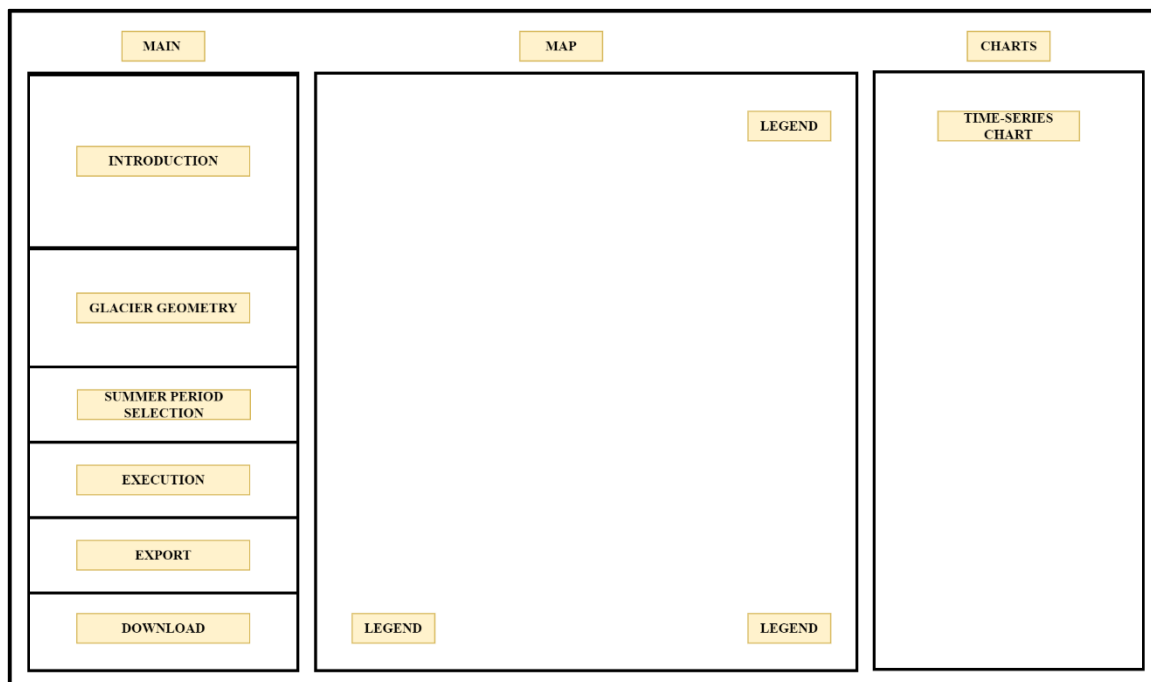 MAIN
MAP
CHARTS
INTRODUCTION
GLACIER GEOMETRY
SUMMER PERIOD
SELECTION
EXECUTION
EXPORT
DOWNLOAD
LEGEND
LEGEND
LEGEND
TIME-SERIES
CHART